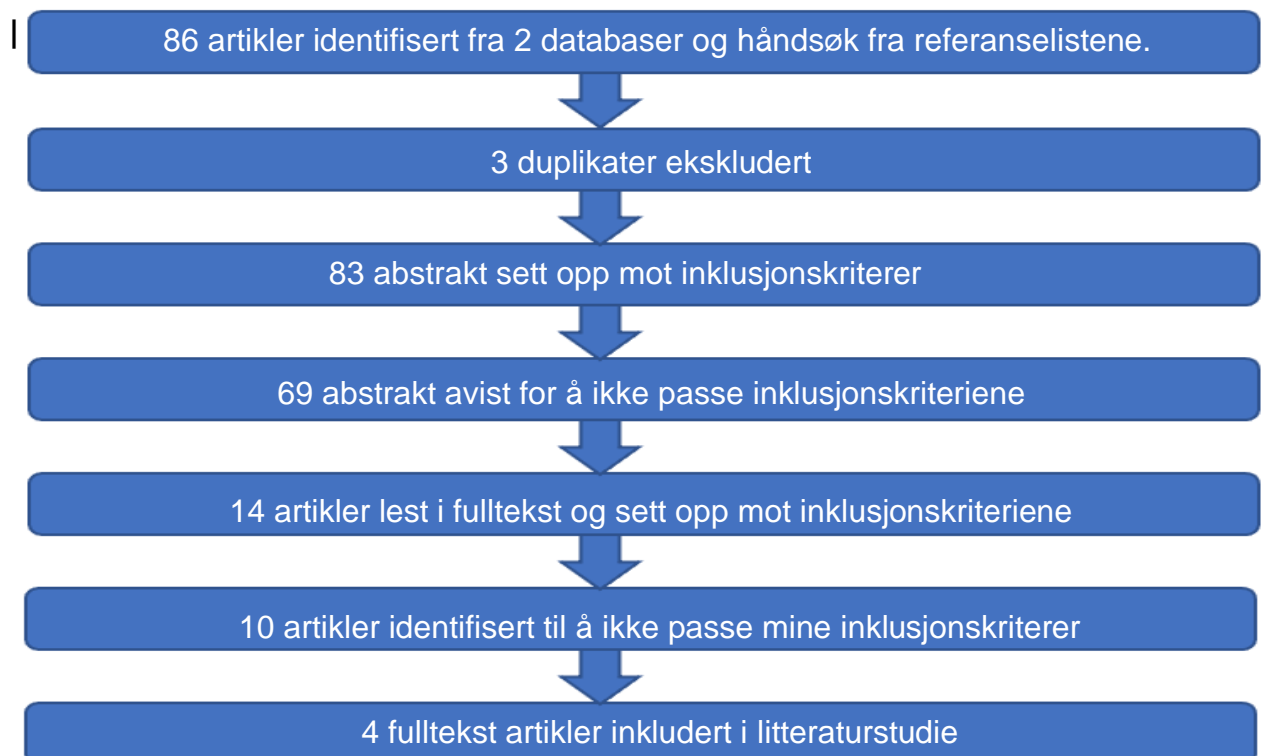 86 artikler identifisert fra 2 databaser og håndsøk fra referanselistene.
3 duplikater ekskludert
83 abstrakt sett opp mot inklusjonskriterer
69 abstrakt avist for å ikke passe inklusjonskriteriene
14 artikler lest i fulltekst og sett opp mot inklusjonskriteriene
10 artikler identifisert til å ikke passe mine inklusjonskriterer
4 fulltekst artikler inkludert i litteraturstudie